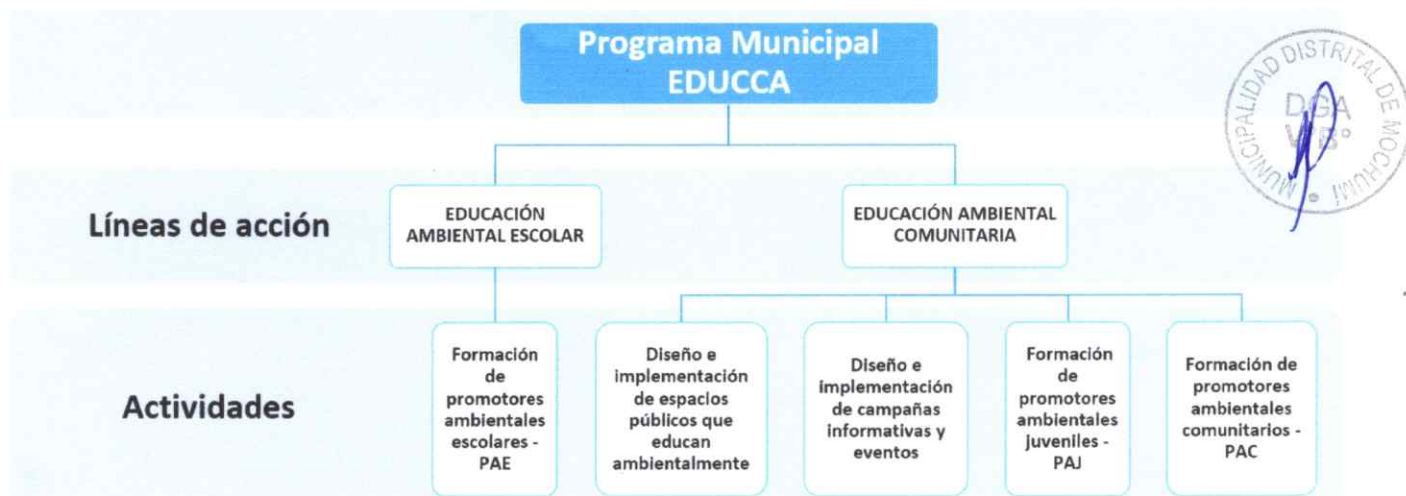 Programa Municipal
EDUCCA
MUNICIPALIDAD DISTRITAL DE MOCHUMI
DGA
V°B°
Líneas de acción
EDUCACIÓN
AMBIENTAL ESCOLAR
EDUCACIÓN AMBIENTAL
COMUNITARIA
Actividades
Formación
de
promotores
ambientales
escolares -
PAE
Diseño e
implementación
de espacios
públicos que
educan
ambientalmente
Diseño e
implementación
de campañas
informativas y
eventos
Formación
de
promotores
ambientales
juveniles -
PAJ
Formación de
promotores
ambientales
comunitarios -
PAC